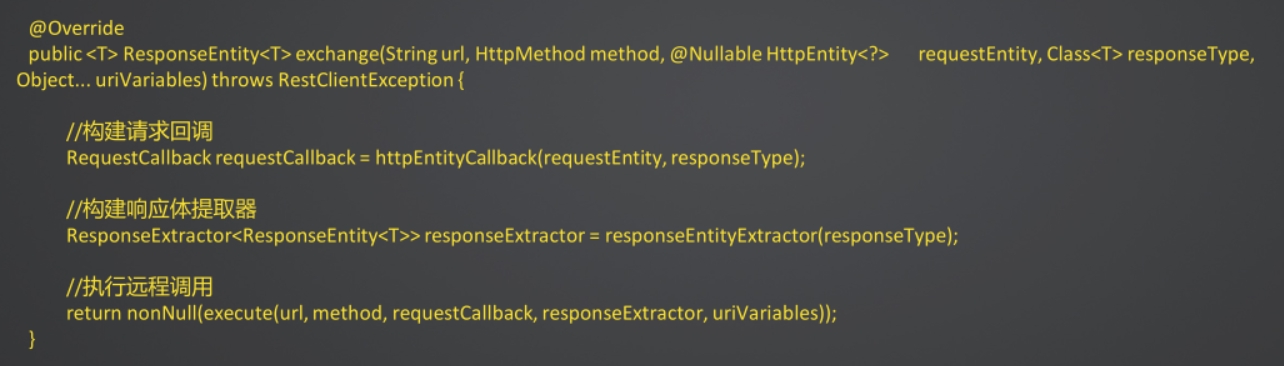 @Override
public <T> ResponseEntity<T> exchange(String url, HttpMethod method, @Nullable HttpEntity<?> requestEntity, Class<T> responseType,
Object... uriVariables) throws RestClientException {
//构建请求回调
RequestCallback requestCallback = httpEntityCallback(requestEntity, responseType);
//构建响应体提取器
ResponseExtractor<ResponseEntity<T>> responseExtractor = responseEntityExtractor(responseType);
//执行远程调用
return nonNull(execute(url, method, requestCallback, responseExtractor, uriVariables));
}